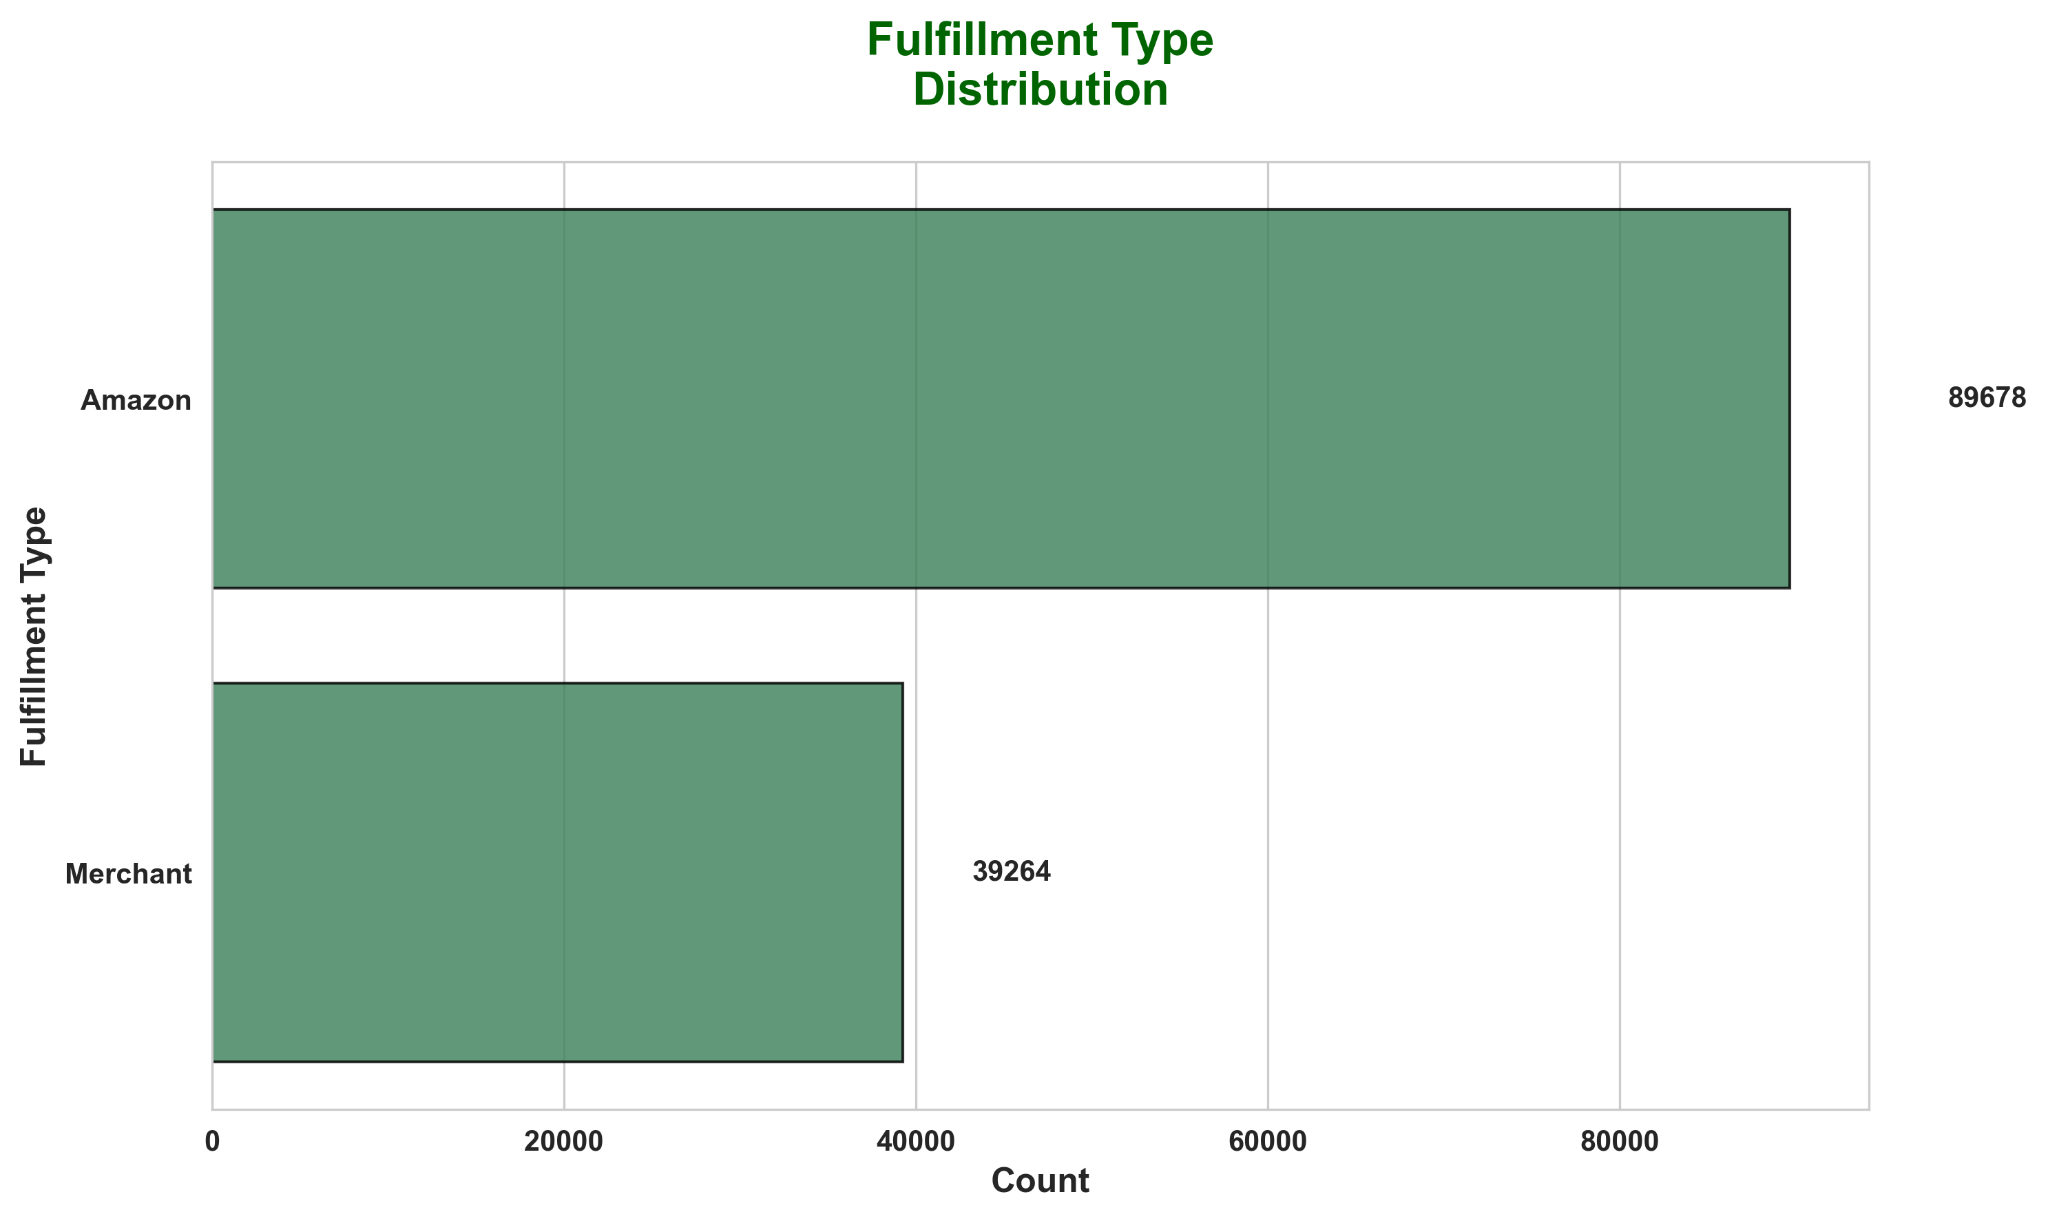 Fulfillment Type
Distribution
Amazon
89678
Fulfillment Type
Merchant
39264
0 20000 40000 60000 80000
Count